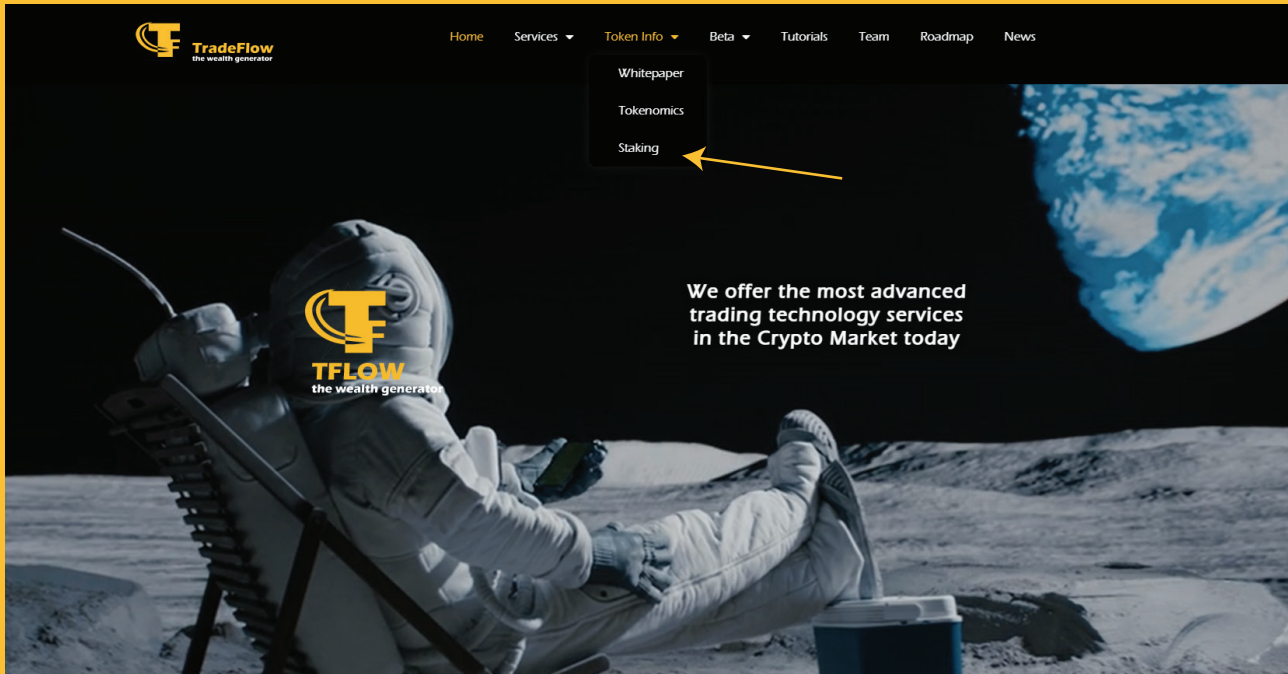 TradeFlow
the wealth generator
Home Services Token Info Beta Tutorials Team Roadmap News
Whitepaper
Tokenomics
Staking
We offer the most advanced
trading technology services
in the Crypto Market today
TF
TFLOW
the wealth generator